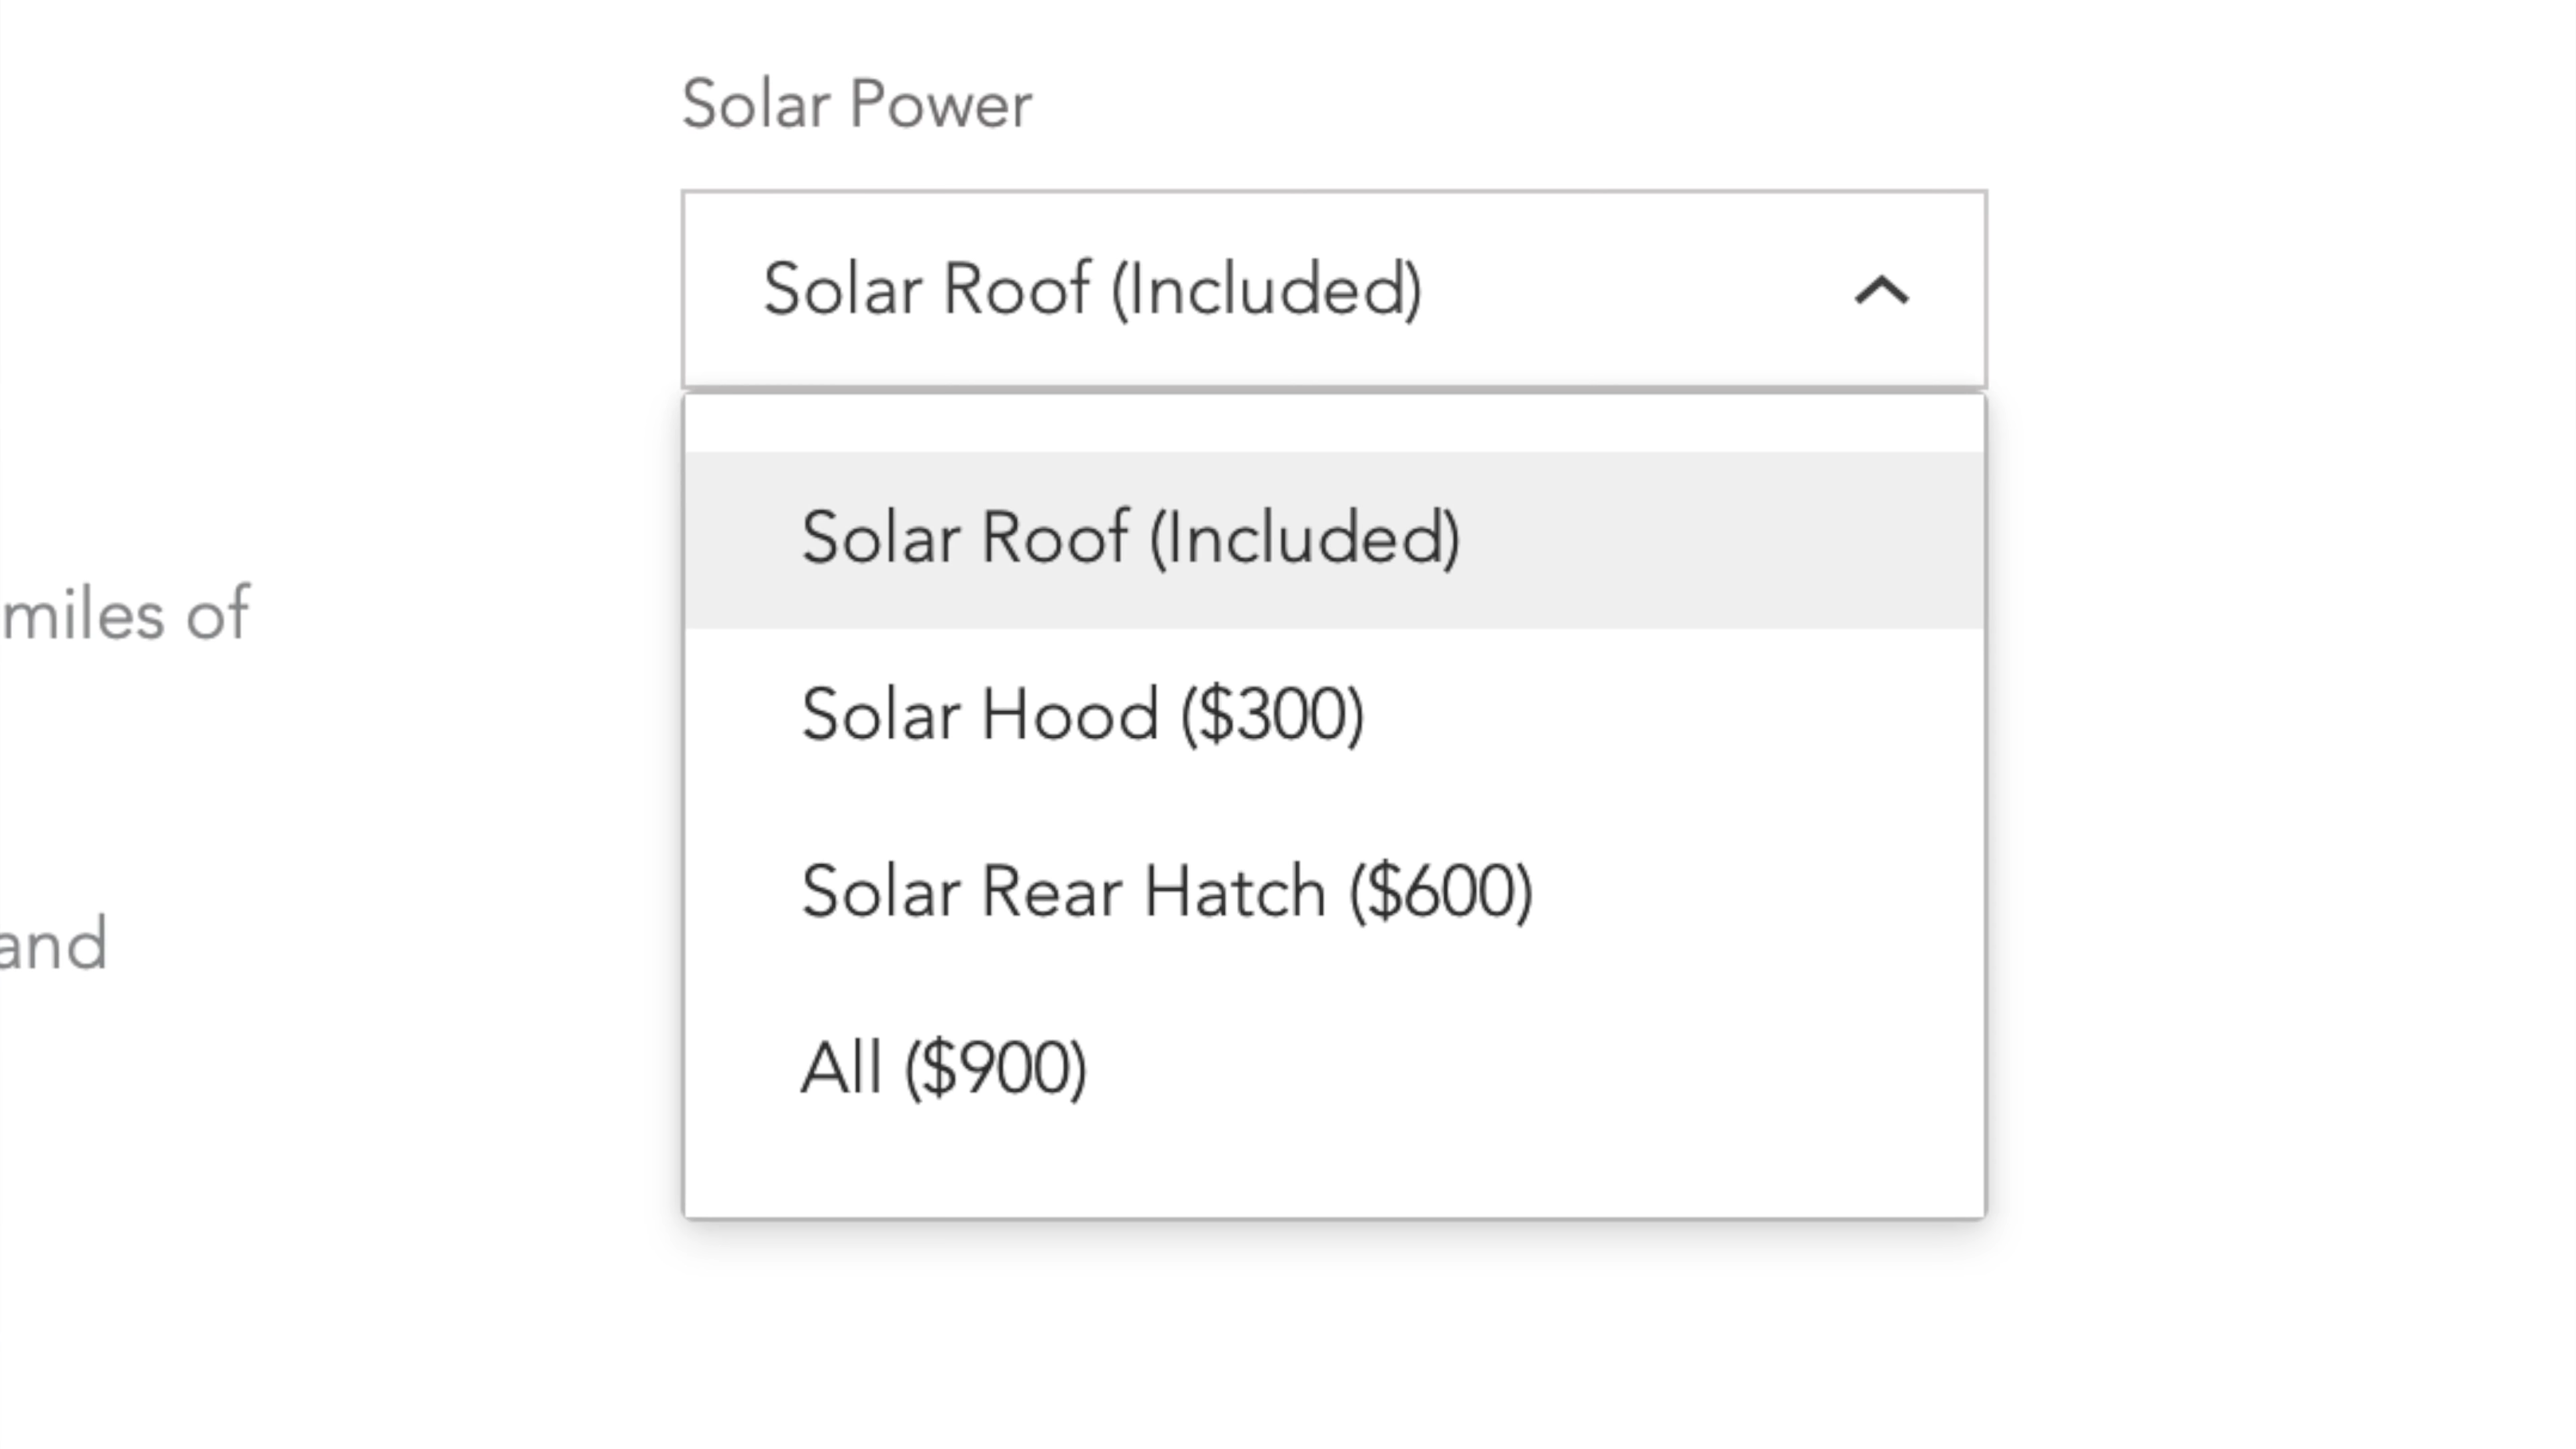 Solar Power
Solar Roof (Included)
Solar Roof (Included)
miles of
Solar Hood ($300)
Solar Rear Hatch ($600)
and
All ($900)